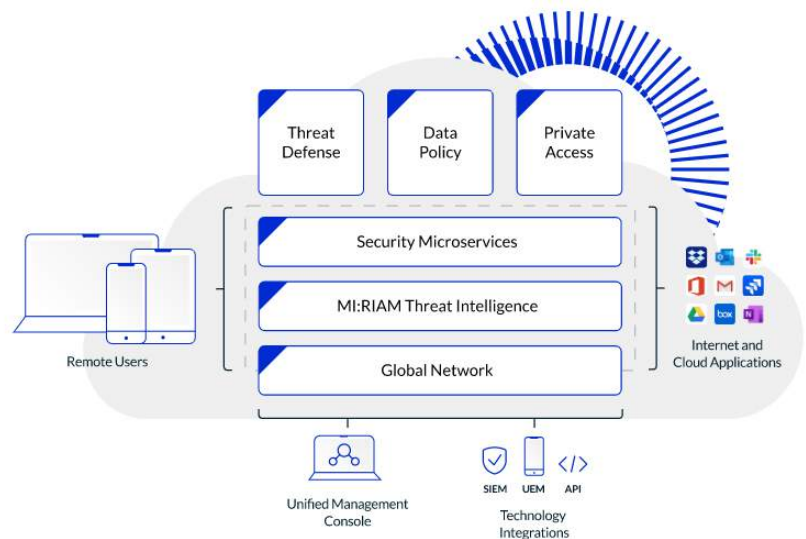 Threat
Defense
Data
Policy
Private
Access
Security Microservices
MI:RIAM Threat Intelligence
Global Network
Remote Users
box
N
Internet and
Cloud Applications
Unified Management
Console
SIEM
UEM
API
Technology
Integrations